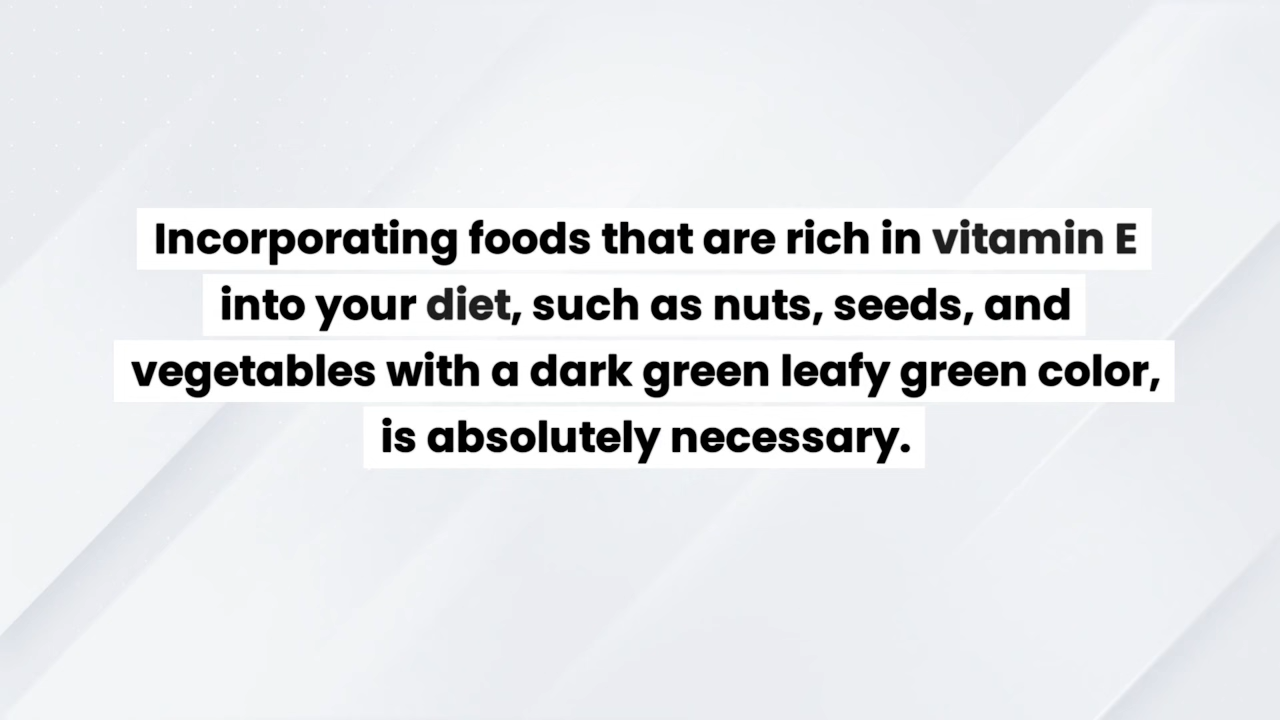 Incorporating foods that are rich in vitamin E
into your diet, such as nuts, seeds, and
vegetables with a dark green leafy green color,
is absolutely necessary.